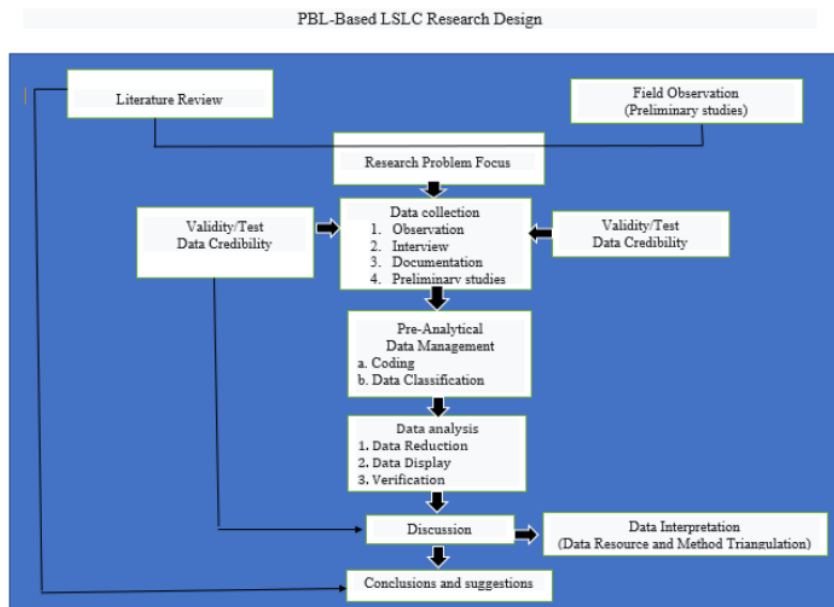 PBL-Based LSLC Research Design
Literature Review
Field Observation
(Preliminary studies)
Research Problem Focus
Validity/Test
Data Credibility
Data collection
1. Observation
2. Interview
3. Documentation
4. Preliminary studies
Validity/Test
Data Credibility
Pre-Analytical
Data Management
a. Coding
b. Data Classification
Data analysis
1. Data Reduction
2. Data Display
3. Verification
Discussion
Data Interpretation
(Data Resource and Method Triangulation)
Conclusions and suggestions